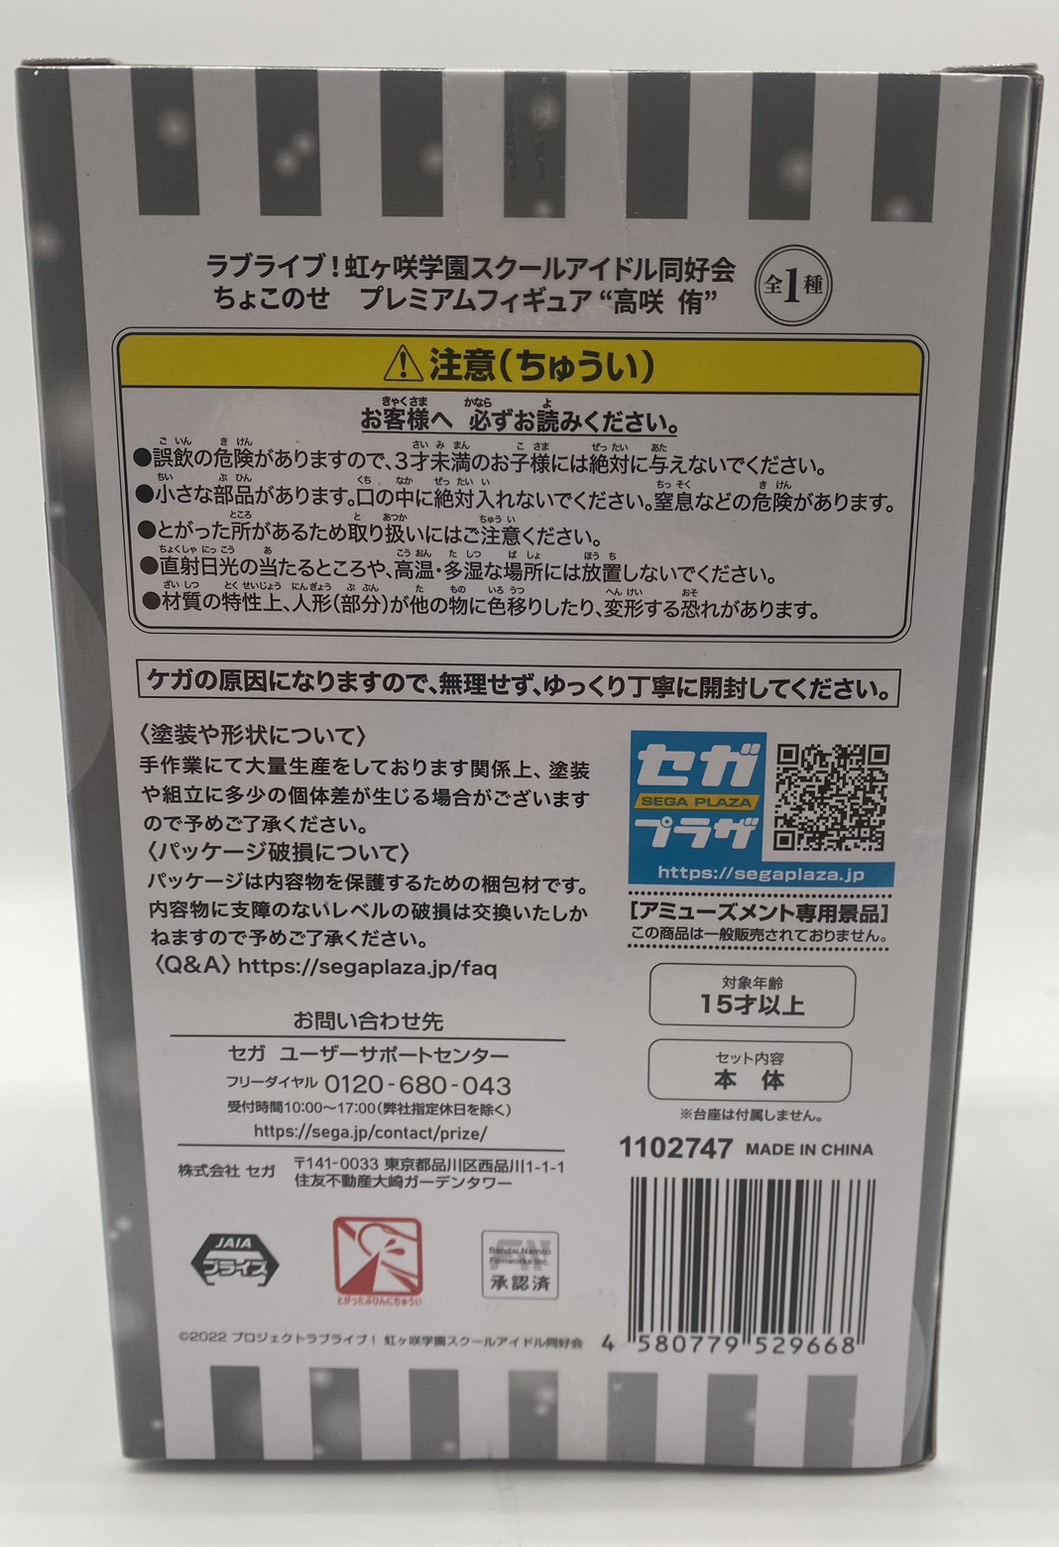 ラブライブ!虹ヶ咲学園スクールアイドル同好会
ちょこのせ プレミアムフィギュア“高咲 侑”
全1種
注意(ちゅうい)
お客様へ 必ずお読みください。
●誤飲の危険がありますので、3才未満のお子様には絶対に与えないでください。
●小さな部品があります。口の中に絶対入れないでください。窒息などの危険があります。
●とがった所があるため取り扱いにはご注意ください。
●直射日光の当たるところや、高温・多湿な場所には放置しないでください。
●材質の特性上、人形(部分)が他の物に色移りしたり、変形する恐れがあります。
ケガの原因になりますので、無理せず、ゆっくり丁寧に開封してください。
〈塗装や形状について〉
手作業にて大量生産をしております関係上、塗装
や組立に多少の個体差が生じる場合がございます
ので予めご了承ください。
〈パッケージ破損について〉
パッケージは内容物を保護するための梱包材です。
内容物に支障のないレベルの破損は交換いたしか
ねますので予めご了承ください。
〈Q&A〉https://segaplaza.jp/faq
お問い合わせ先
セガ ユーザーサポートセンター
フリーダイヤル 0120-680-043
受付時間10:00~17:00(弊社指定休日を除く)
https://sega.jp/contact/prize/
株式会社 セガ
〒141-0033 東京都品川区西品川1-1-1
住友不動産大崎ガーデンタワー
セガ
SEGA PLAZA
プラザ
https://segaplaza.jp
[アミューズメント専用景品]
この商品は一般販売されておりません。
対象年齢
15才以上
セット内容
本 体
※台座は付属しません。
1102747 MADE IN CHINA
JAIA
プライズ
とがったぶひんにちゅうい
Bandai Namco
Filmworks Inc.
承認済
©2022 プロジェクトラブライブ! 虹ヶ咲学園スクールアイドル同好会
4 580779 529668